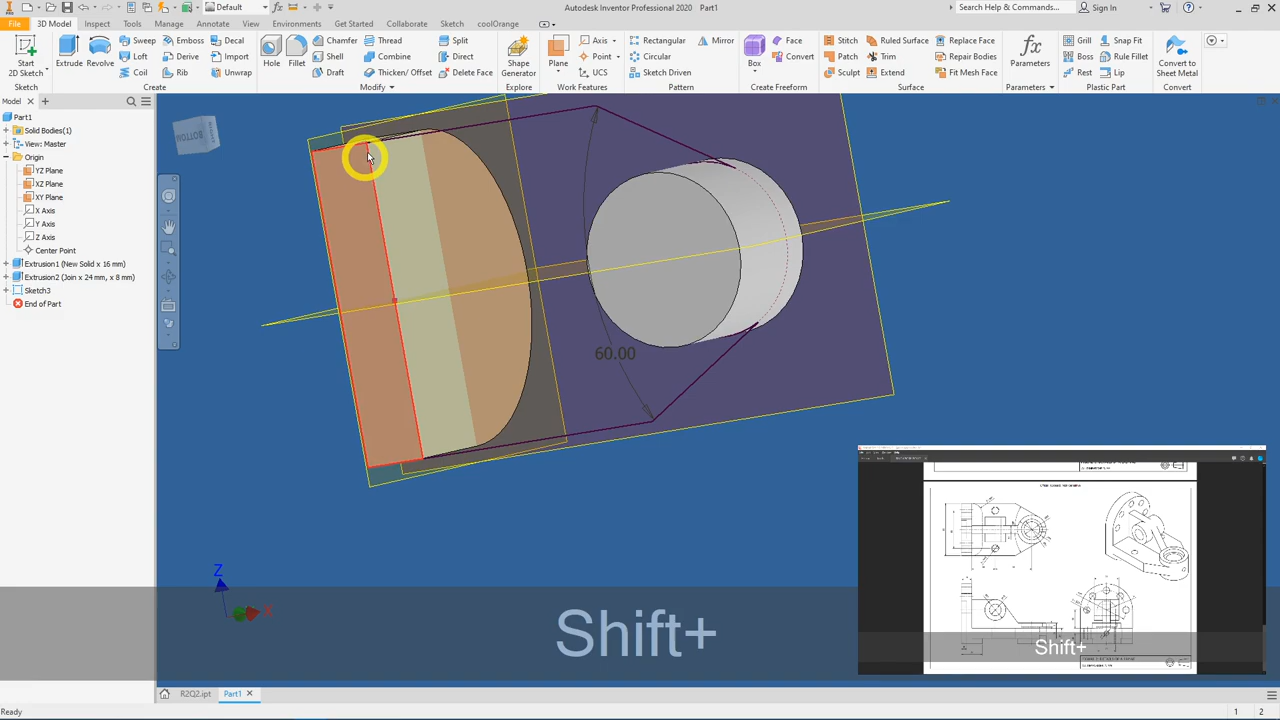 Default
Autodesk Inventor Professional 2020 Part1
Search Help & Commands...
Sign In
File 3D Model Inspect Tools Manage Annotate View Environments Get Started Collaborate Sketch coolOrange
Start
2D Sketch
Sketch
Extrude
Revolve
Sweep
Loft
Coil
Emboss
Derive
Rib
Decal
Import
Unwrap
Create
Hole
Fillet
Chamfer
Shell
Draft
Thread
Combine
Thicken/ Offset
Split
Direct
Delete Face
Modify
Shape
Generator
Explore
Plane
Axis
Point
UCS
Work Features
Rectangular
Circular
Sketch Driven
Mirror
Pattern
Box
Face
Convert
Create Freeform
Stitch
Patch
Sculpt
Ruled Surface
Trim
Extend
Replace Face
Repair Bodies
Fit Mesh Face
Surface
fx
Parameters
Parameters
Grill
Boss
Rest
Snap Fit
Rule Fillet
Lip
Plastic Part
Convert to
Sheet Metal
Convert
Model
Part1
Solid Bodies(1)
View: Master
Origin
YZ Plane
XZ Plane
XY Plane
X Axis
Y Axis
Z Axis
Center Point
Extrusion1 (New Solid x 16 mm)
Extrusion2 (Join x 24 mm, x 8 mm)
Sketch3
End of Part
BOTTOM
60.00
Z
X
Shift+
Shift+
R2Q2.ipt
Part1
Ready
1
2